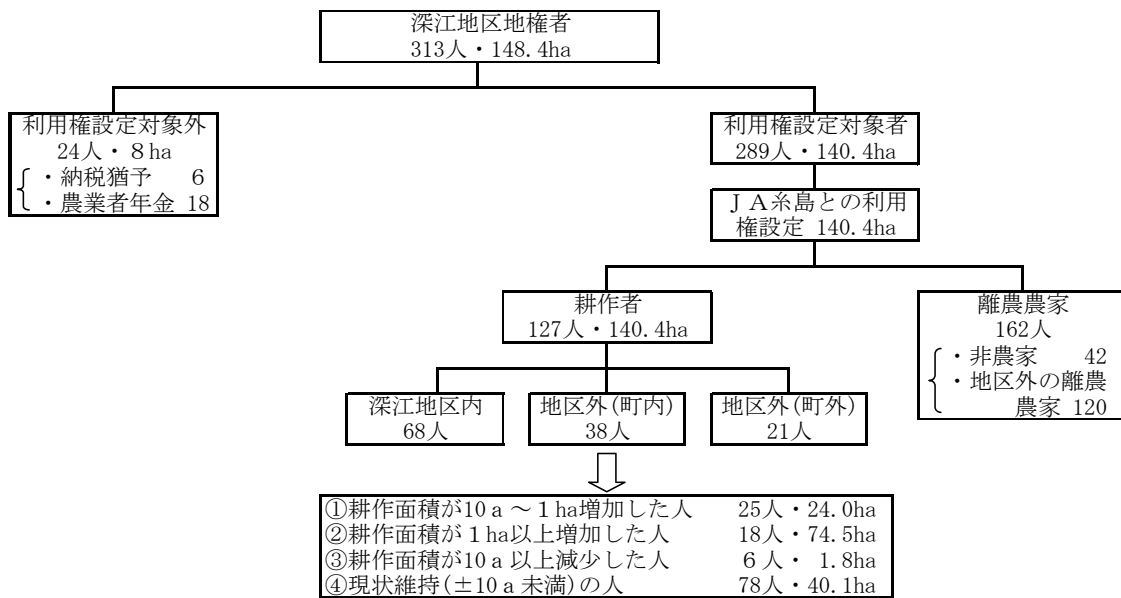 深江地区地権者
313人・148.4ha
利用権設定対象外
24人・８ha
・納税猶予 6
・農業者年金 18
利用権設定対象者
289人・140.4ha
ＪＡ糸島との利用
権設定 140.4ha
耕作者
127人・140.4ha
離農農家
162人
・非農家 42
・地区外の離農
農家 120
深江地区内
68人
地区外(町内)
38人
地区外(町外)
21人
①耕作面積が10ａ～１ha増加した人 25人・24.0ha
②耕作面積が１ha以上増加した人 18人・74.5ha
③耕作面積が10ａ以上減少した人 ６人・ 1.8ha
④現状維持(±10ａ未満)の人 78人・40.1ha